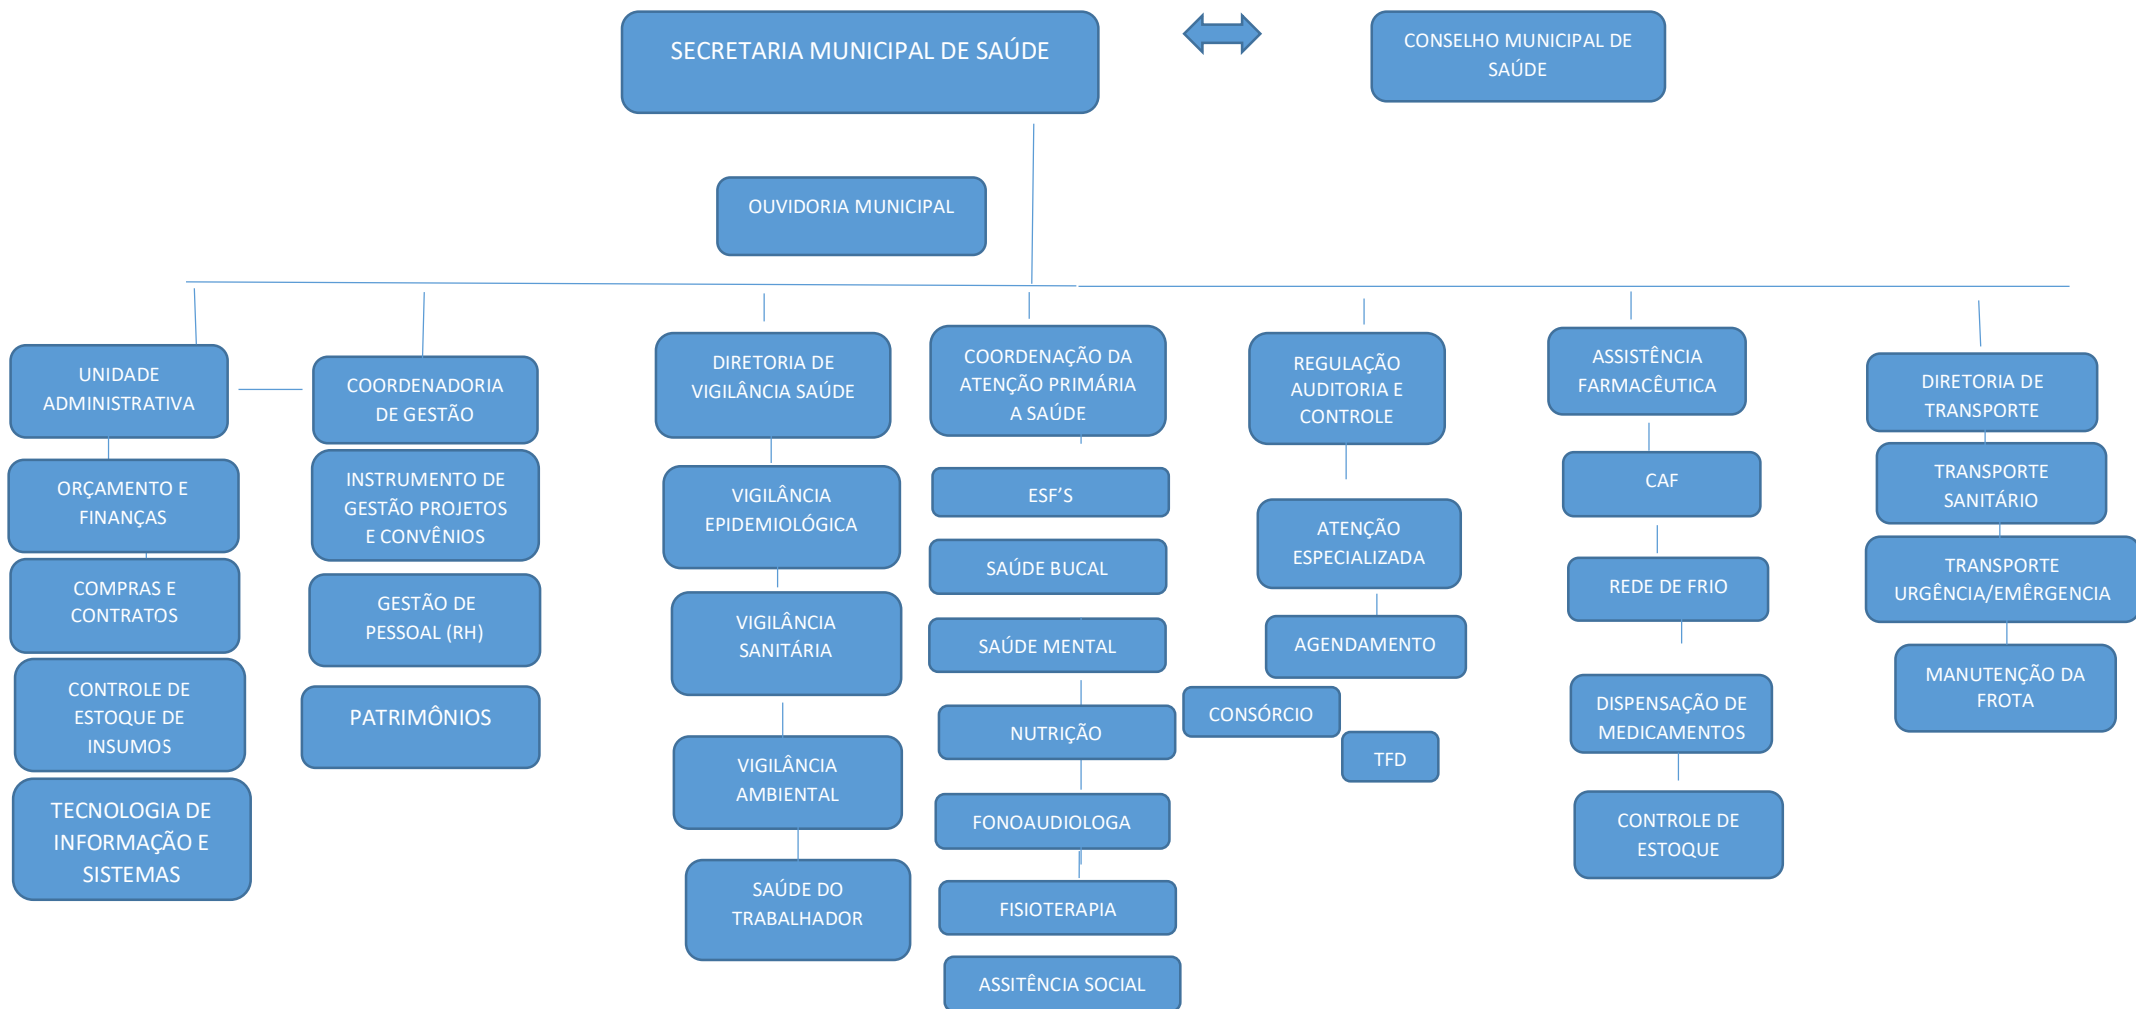 SECRETARIA MUNICIPAL DE SAÚDE
CONSELHO MUNICIPAL DE
SAÚDE
OUVIDORIA MUNICIPAL
UNIDADE
ADMINISTRATIVA
ORÇAMENTO E
FINANÇAS
COMPRAS E
CONTRATOS
CONTROLE DE
ESTOQUE DE
INSUMOS
TECNOLOGIA DE
INFORMAÇÃO E
SISTEMAS
COORDENADORIA
DE GESTÃO
INSTRUMENTO DE
GESTÃO PROJETOS
E CONVÊNIOS
GESTÃO DE
PESSOAL (RH)
PATRIMÔNIOS
DIRETORIA DE
VIGILÂNCIA SAÚDE
VIGILÂNCIA
EPIDEMIOLÓGICA
VIGILÂNCIA
SANITÁRIA
VIGILÂNCIA
AMBIENTAL
SAÚDE DO
TRABALHADOR
COORDENAÇÃO DA
ATENÇÃO PRIMÁRIA
A SAÚDE
ESF’S
SAÚDE BUCAL
SAÚDE MENTAL
NUTRIÇÃO
FONOAUDIOLOGA
FISIOTERAPIA
ASSITÊNCIA SOCIAL
REGULAÇÃO
AUDITORIA E
CONTROLE
ATENÇÃO
ESPECIALIZADA
AGENDAMENTO
CONSÓRCIO
TFD
ASSISTÊNCIA
FARMACÊUTICA
CAF
REDE DE FRIO
DISPENSAÇÃO DE
MEDICAMENTOS
CONTROLE DE
ESTOQUE
DIRETORIA DE
TRANSPORTE
TRANSPORTE
SANITÁRIO
TRANSPORTE
URGÊNCIA/EMÊRGENCIA
MANUTENÇÃO DA
FROTA